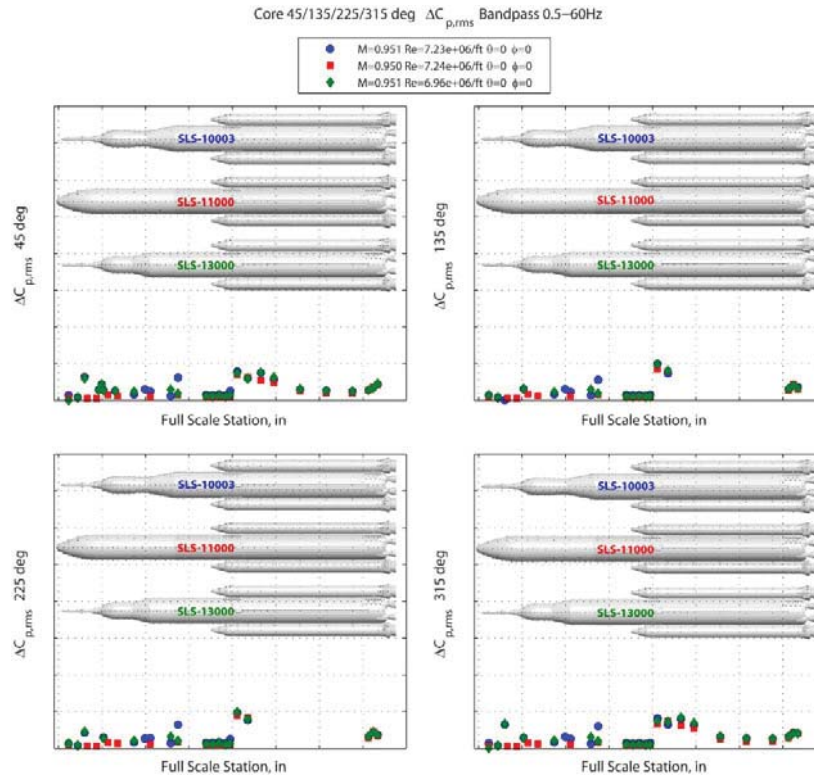 Core 45/135/225/315 deg ΔCp,rms Bandpass 0.5–60Hz
M=0.951 Re=7.23e+06/ft θ=0 φ=0
M=0.950 Re=7.24e+06/ft θ=0 φ=0
M=0.951 Re=6.96e+06/ft θ=0 φ=0
ΔCp,rms 45 deg
SLS-10003
SLS-11000
SLS-13000
Full Scale Station, in
ΔCp,rms 135 deg
SLS-10003
SLS-11000
SLS-13000
Full Scale Station, in
ΔCp,rms 225 deg
SLS-10003
SLS-11000
SLS-13000
Full Scale Station, in
ΔCp,rms 315 deg
SLS-10003
SLS-11000
SLS-13000
Full Scale Station, in